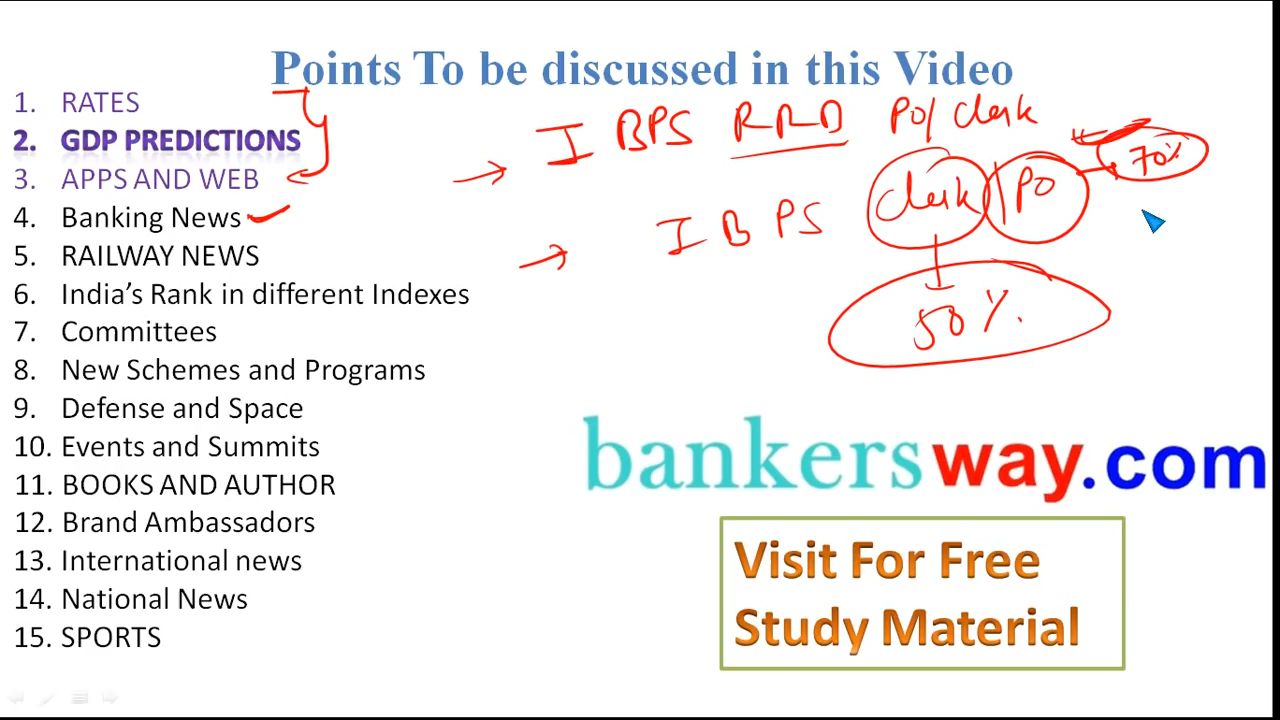 Points To be discussed in this Video
1. RATES
2. GDP PREDICTIONS
3. APPS AND WEB
4. Banking News
5. RAILWAY NEWS
6. India's Rank in different Indexes
7. Committees
8. New Schemes and Programs
9. Defense and Space
10. Events and Summits
11. BOOKS AND AUTHOR
12. Brand Ambassadors
13. International news
14. National News
15. SPORTS
IBPS RRB PO/clerk
IBPS clerk PO
70%
50%
bankersway.com
Visit For Free
Study Material